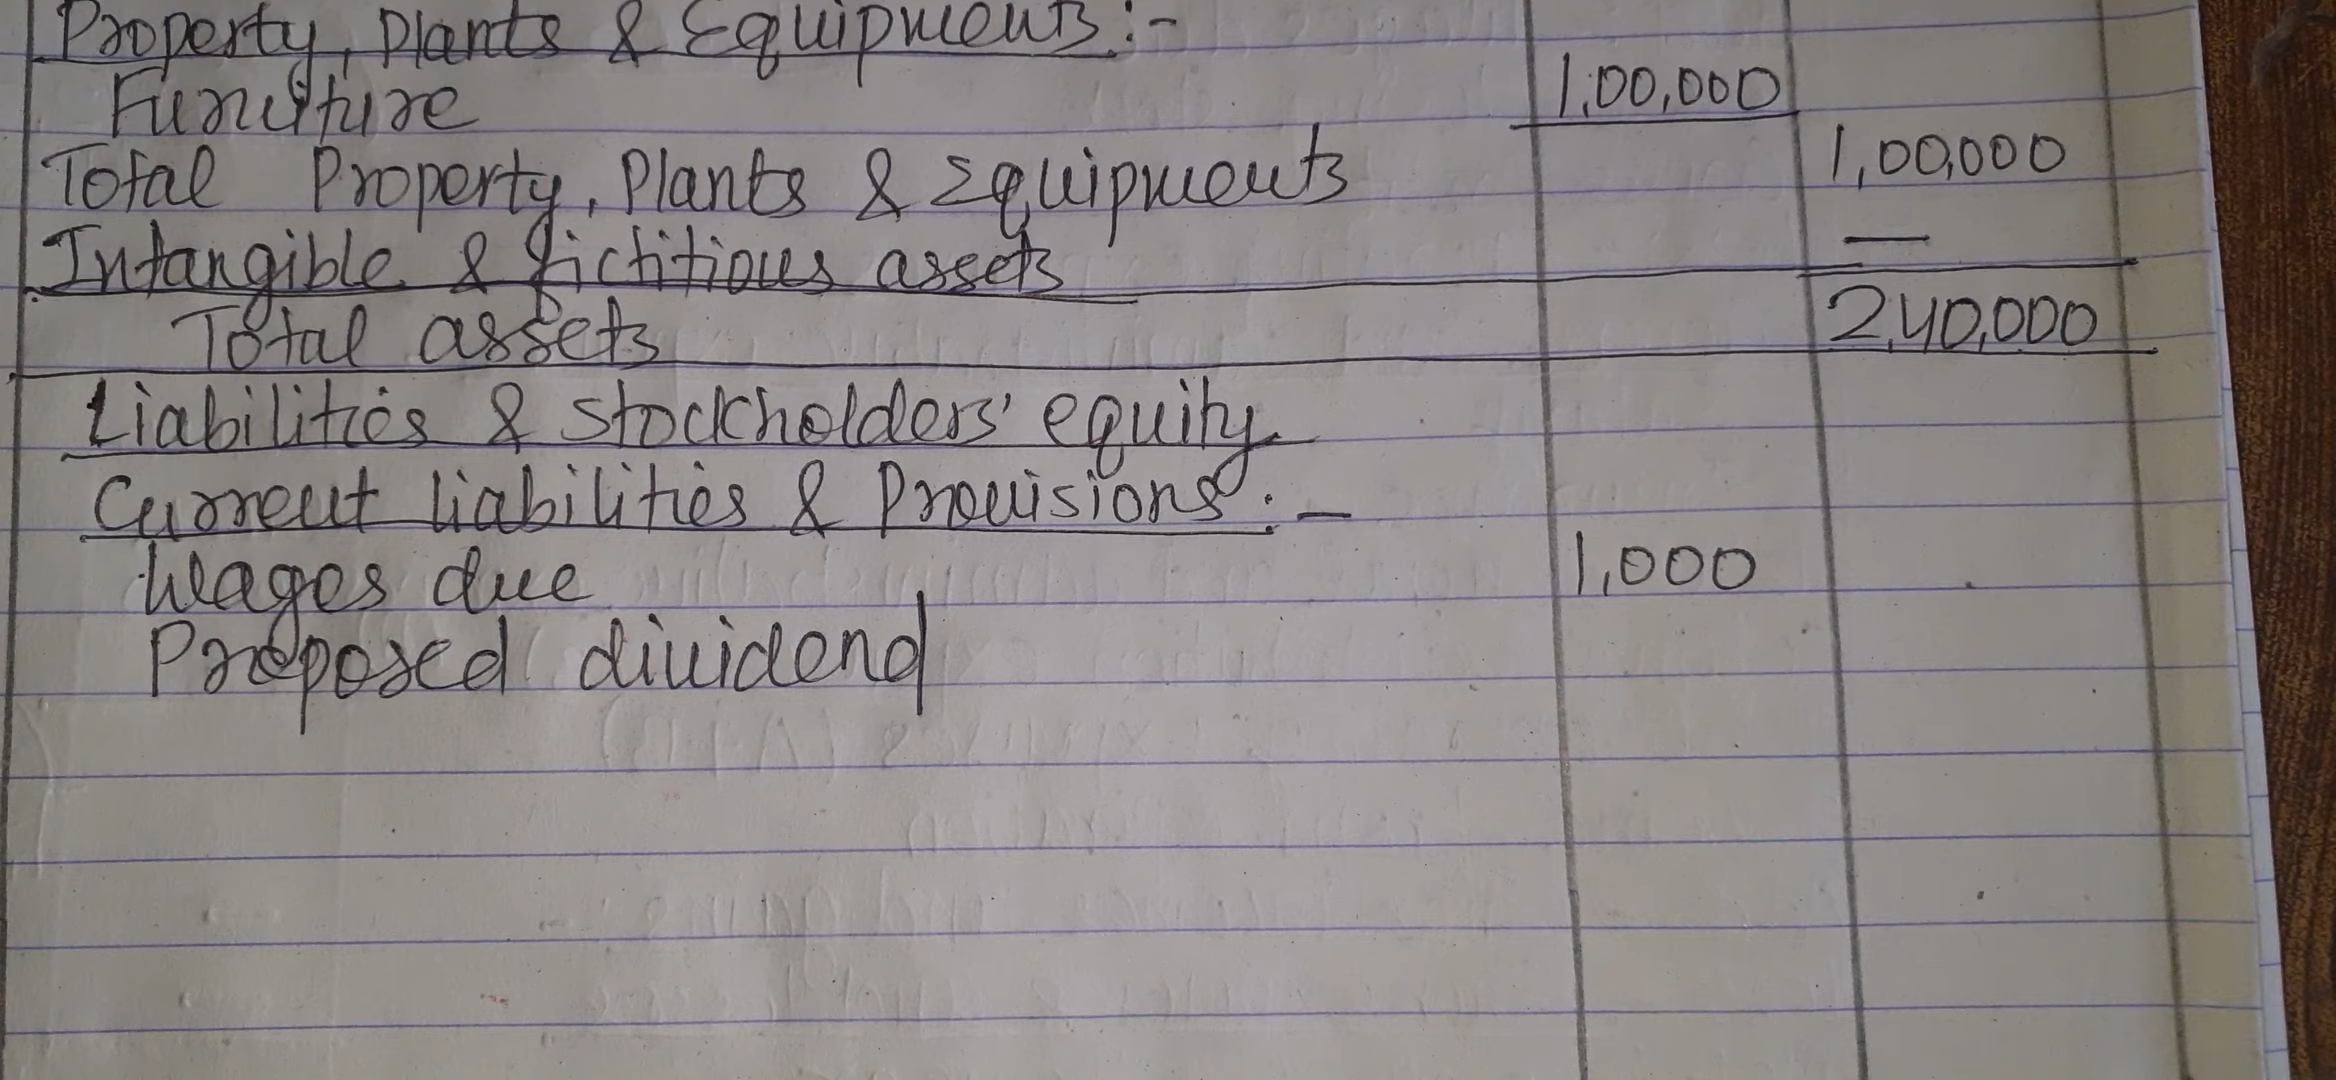 Property, Plants & Equipments:-
Furniture 1,00,000
Total Property, Plants & Equipments 1,00,000
Intangible & fictitious assets —
Total assets 2,40,000
Liabilities & stockholders' equity
Current liabilities & Provisions:-
Wages due 1,000
Proposed dividend